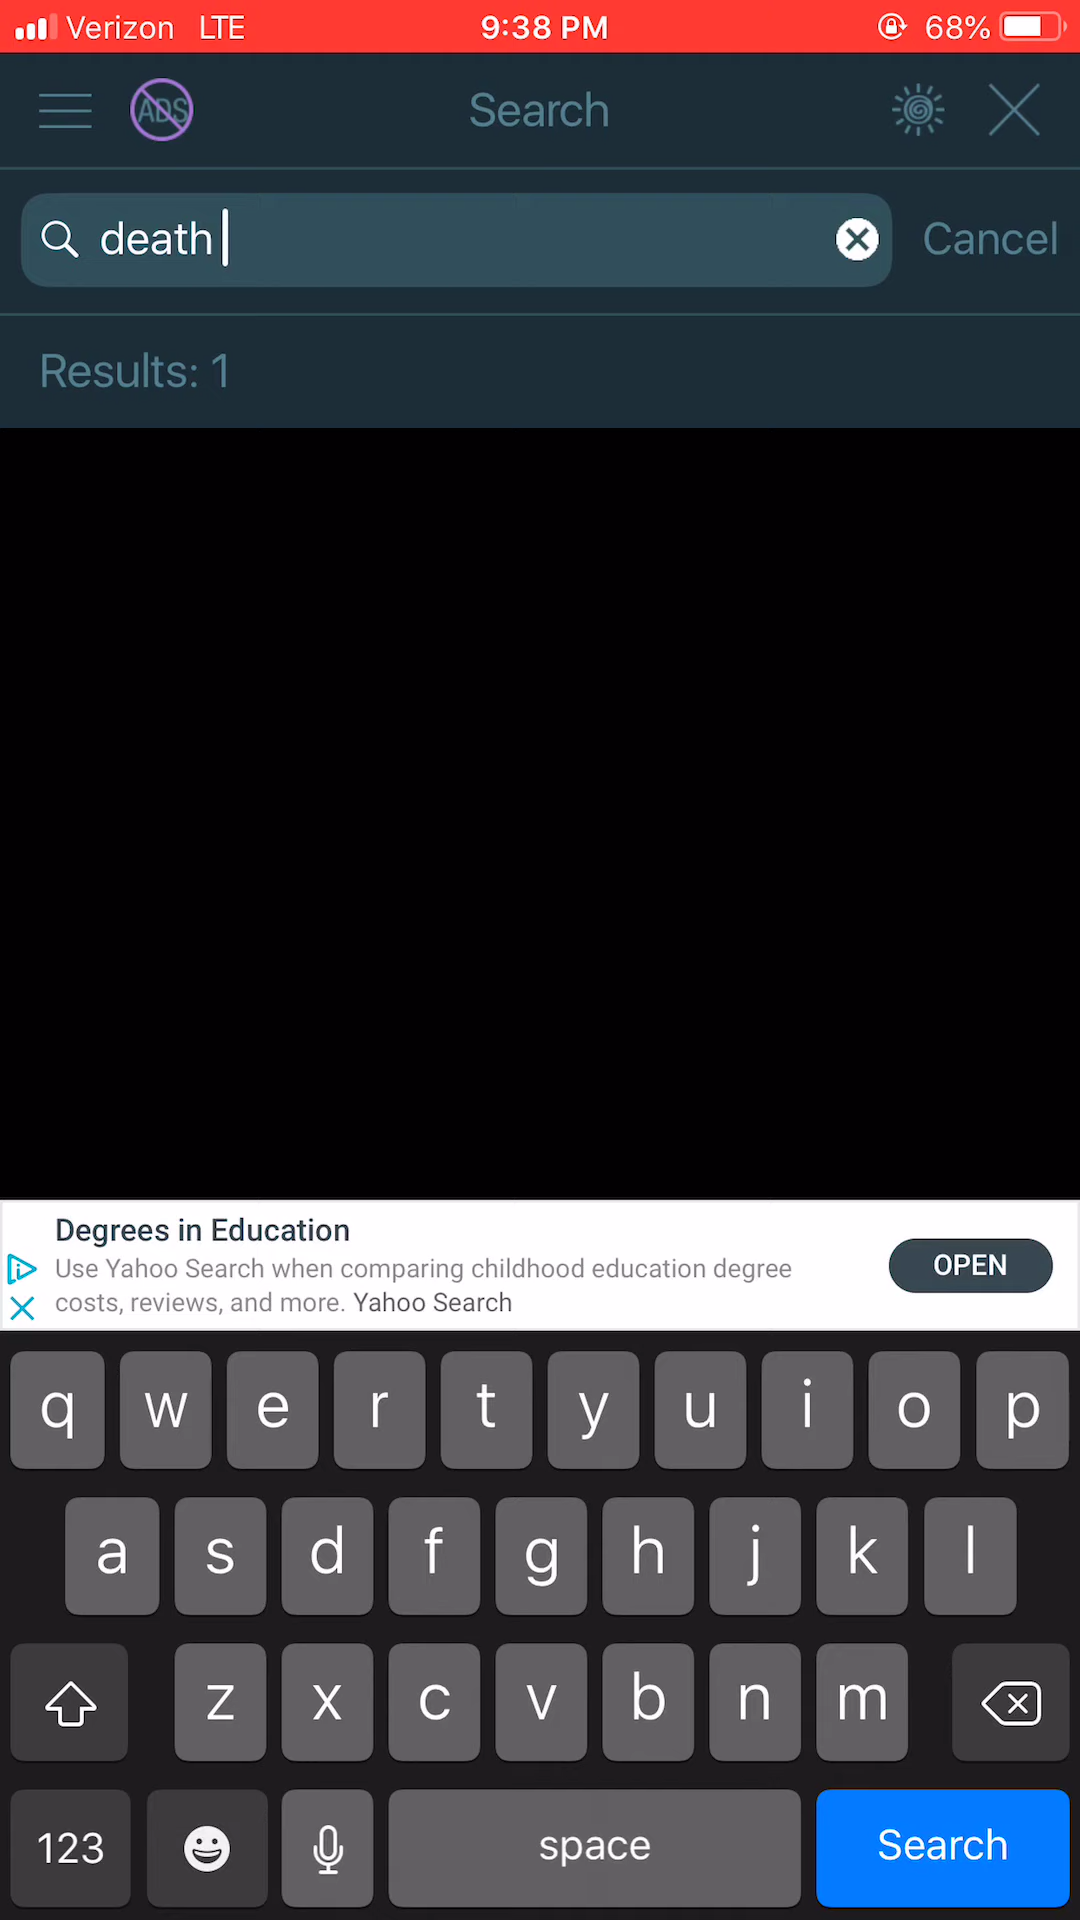 Verizon LTE 9:38 PM 68%
ADS Search
death Cancel
Results: 1
Degrees in Education
Use Yahoo Search when comparing childhood education degree
costs, reviews, and more. Yahoo Search
OPEN
q w e r t y u i o p
a s d f g h j k l
z x c v b n m
123 space Search